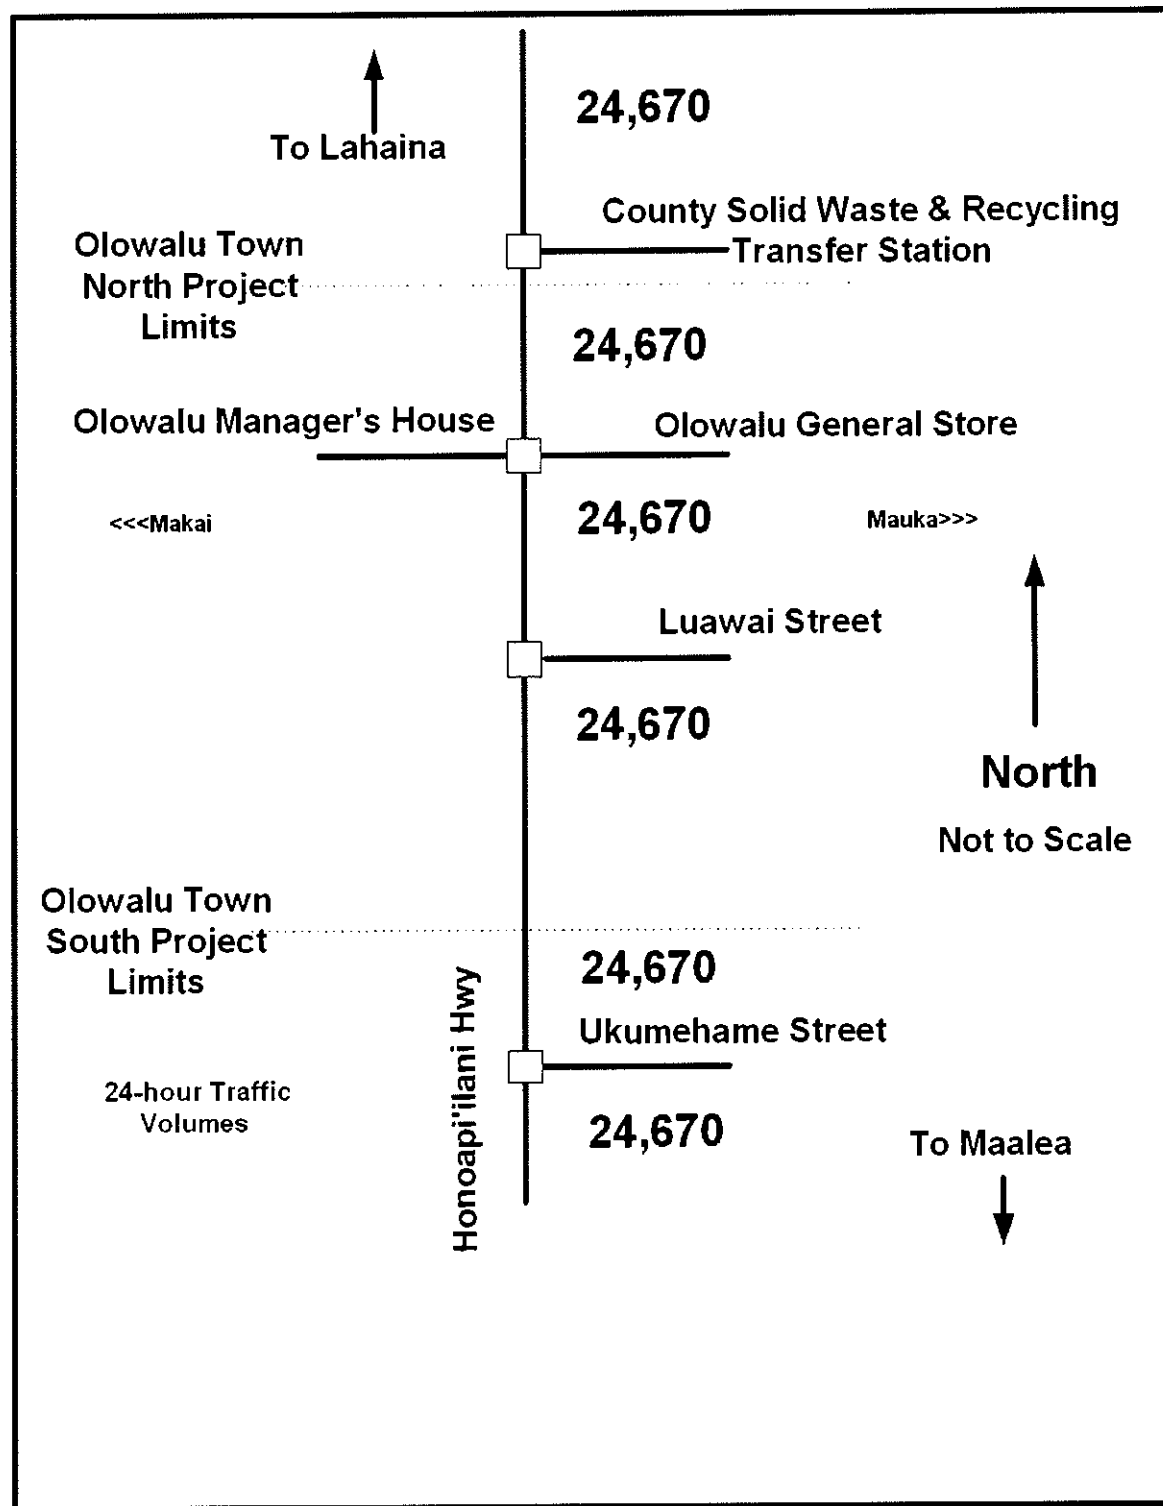 24,670
To Lahaina
County Solid Waste & Recycling
Transfer Station
Olowalu Town
North Project
Limits
24,670
Olowalu Manager's House
Olowalu General Store
24,670
<<<Makai
Mauka>>>
Luawai Street
24,670
North
Not to Scale
Olowalu Town
South Project
Limits
24,670
Honoapi'ilani Hwy
Ukumehame Street
24-hour Traffic
Volumes
24,670
To Maalea